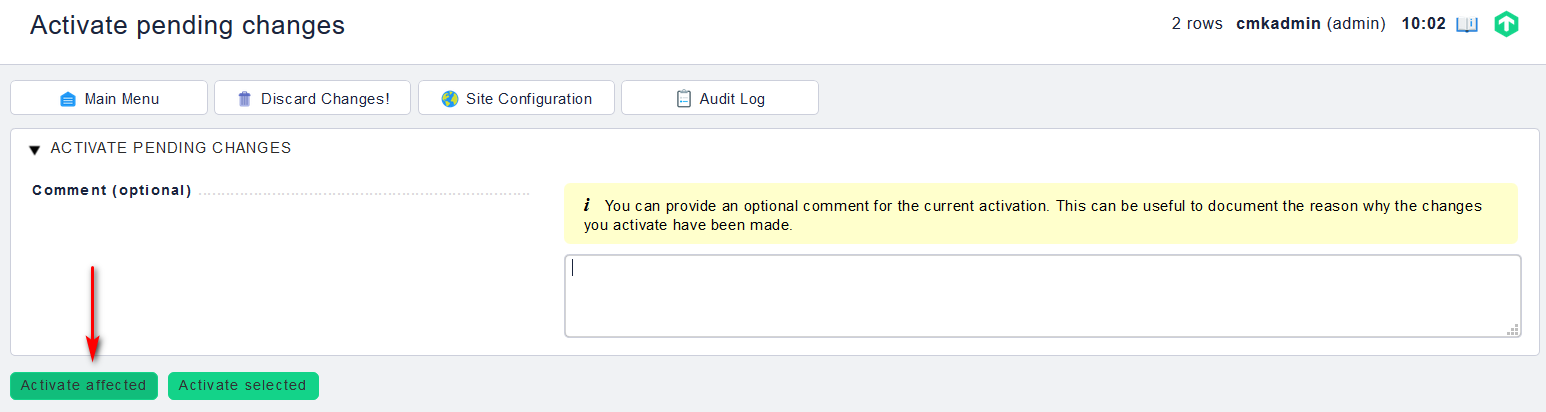 Activate pending changes
2 rows cmkadmin (admin) 10:02
Main Menu
Discard Changes!
Site Configuration
Audit Log
ACTIVATE PENDING CHANGES
Comment (optional)
i You can provide an optional comment for the current activation. This can be useful to document the reason why the changes
you activate have been made.
Activate affected
Activate selected